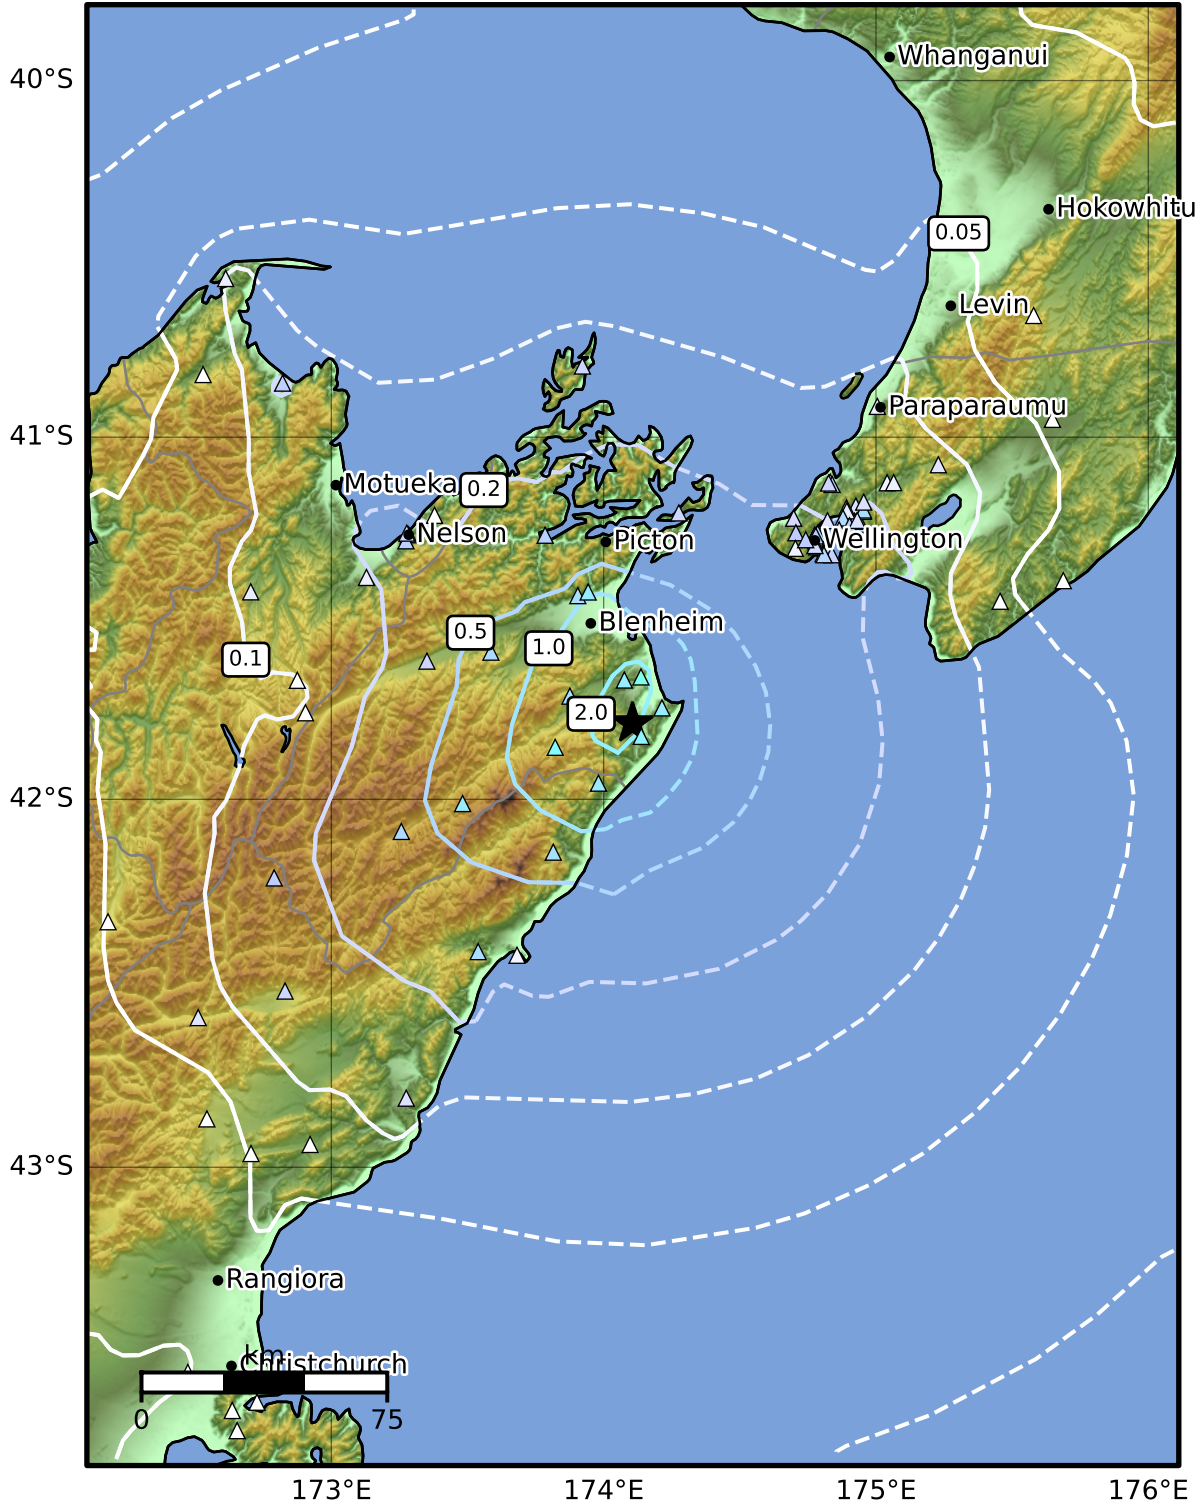 Whanganui
40°S
Hokowhitu
0.05
Levin
Paraparaumu
41°S
Motueka
0.2
Nelson
Picton
Wellington
Blenheim
0.5
1.0
0.1
2.0
42°S
43°S
Rangiora
km
Christchurch
0
75
173°E
174°E
175°E
176°E